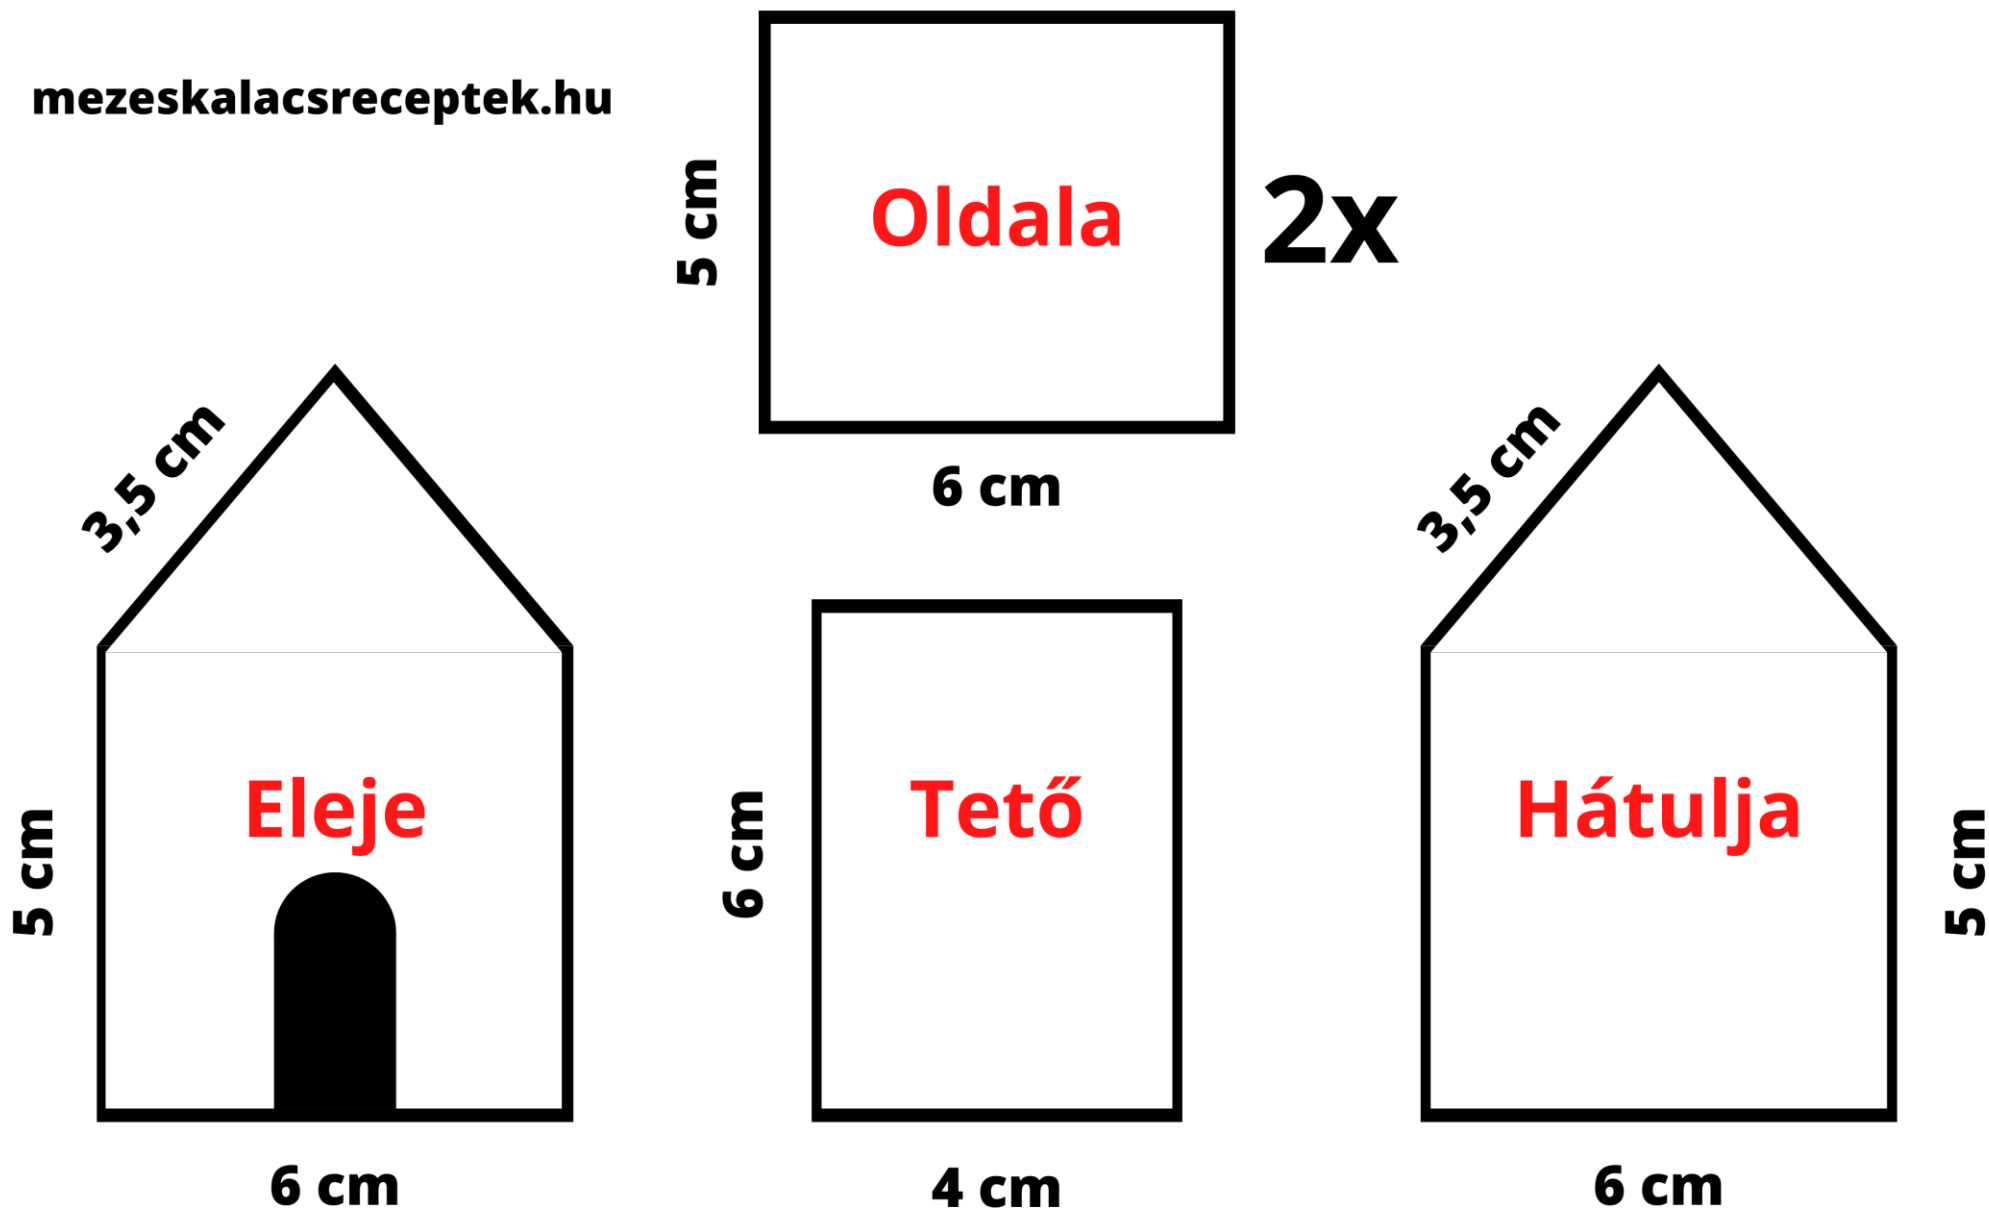 mezeskalacsreceptek.hu
5 cm
Oldala
2x
6 cm
3,5 cm
Eleje
5 cm
6 cm
6 cm
Tető
4 cm
3,5 cm
Hátulja
5 cm
6 cm